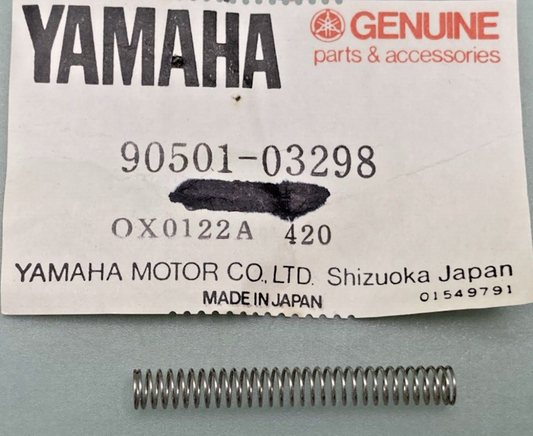 YAMAHA GENUINE
parts & accessories
90501-03298
OX0122A 420
YAMAHA MOTOR CO., LTD. Shizuoka Japan
MADE IN JAPAN 01549791